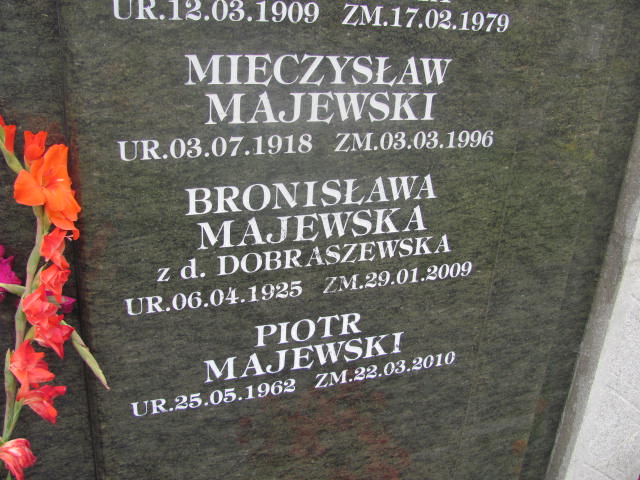 UR.12.03.1909 ZM.17.02.1979
MIECZYSŁAW
MAJEWSKI
UR.03.07.1918 ZM.03.03.1996
BRONISŁAWA
MAJEWSKA
z d. DOBRASZEWSKA
UR.06.04.1925 ZM.29.01.2009
PIOTR
MAJEWSKI
UR.25.05.1962 ZM.22.03.2010